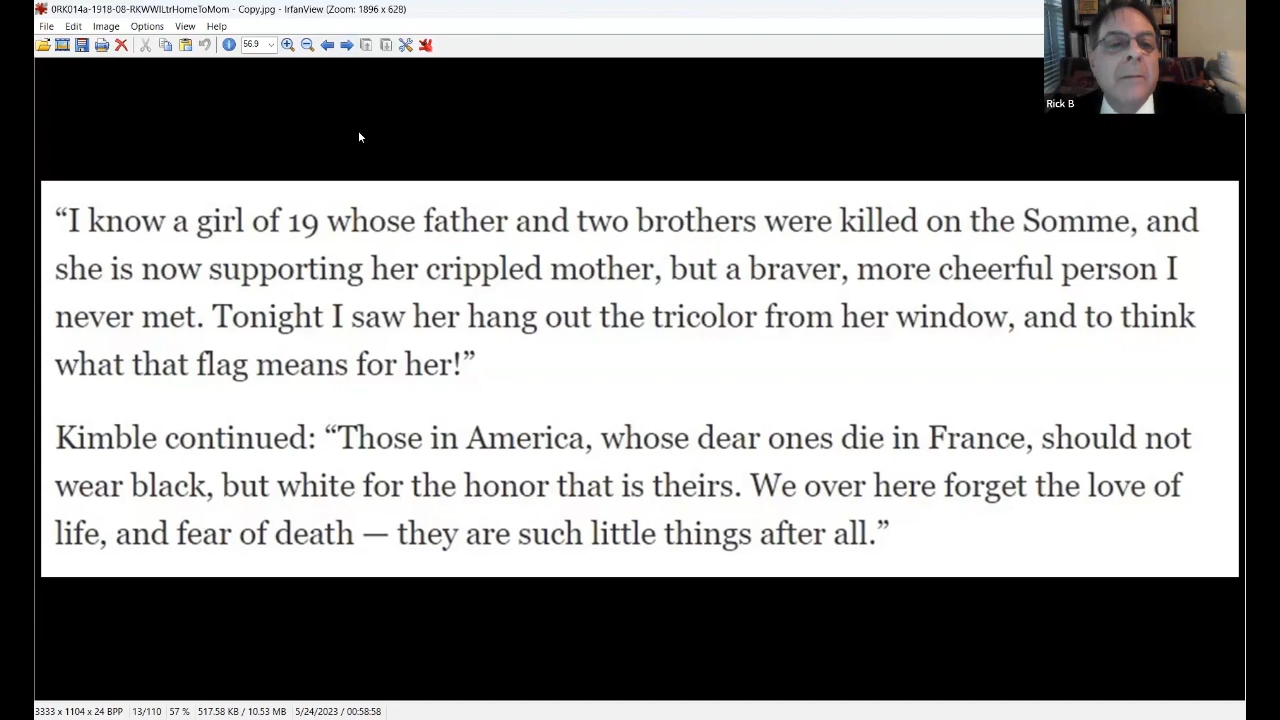 0RK014a-1918-08-RKWWILtrHomeToMom - Copy.jpg - IrfanView (Zoom: 1896 x 628)
File Edit Image Options View Help
56.9
Rick B
“I know a girl of 19 whose father and two brothers were killed on the Somme, and
she is now supporting her crippled mother, but a braver, more cheerful person I
never met. Tonight I saw her hang out the tricolor from her window, and to think
what that flag means for her!”
Kimble continued: “Those in America, whose dear ones die in France, should not
wear black, but white for the honor that is theirs. We over here forget the love of
life, and fear of death — they are such little things after all.”
3333 x 1104 x 24 BPP 13/110 57 % 517.58 KB / 10.53 MB 5/24/2023 / 00:58:58